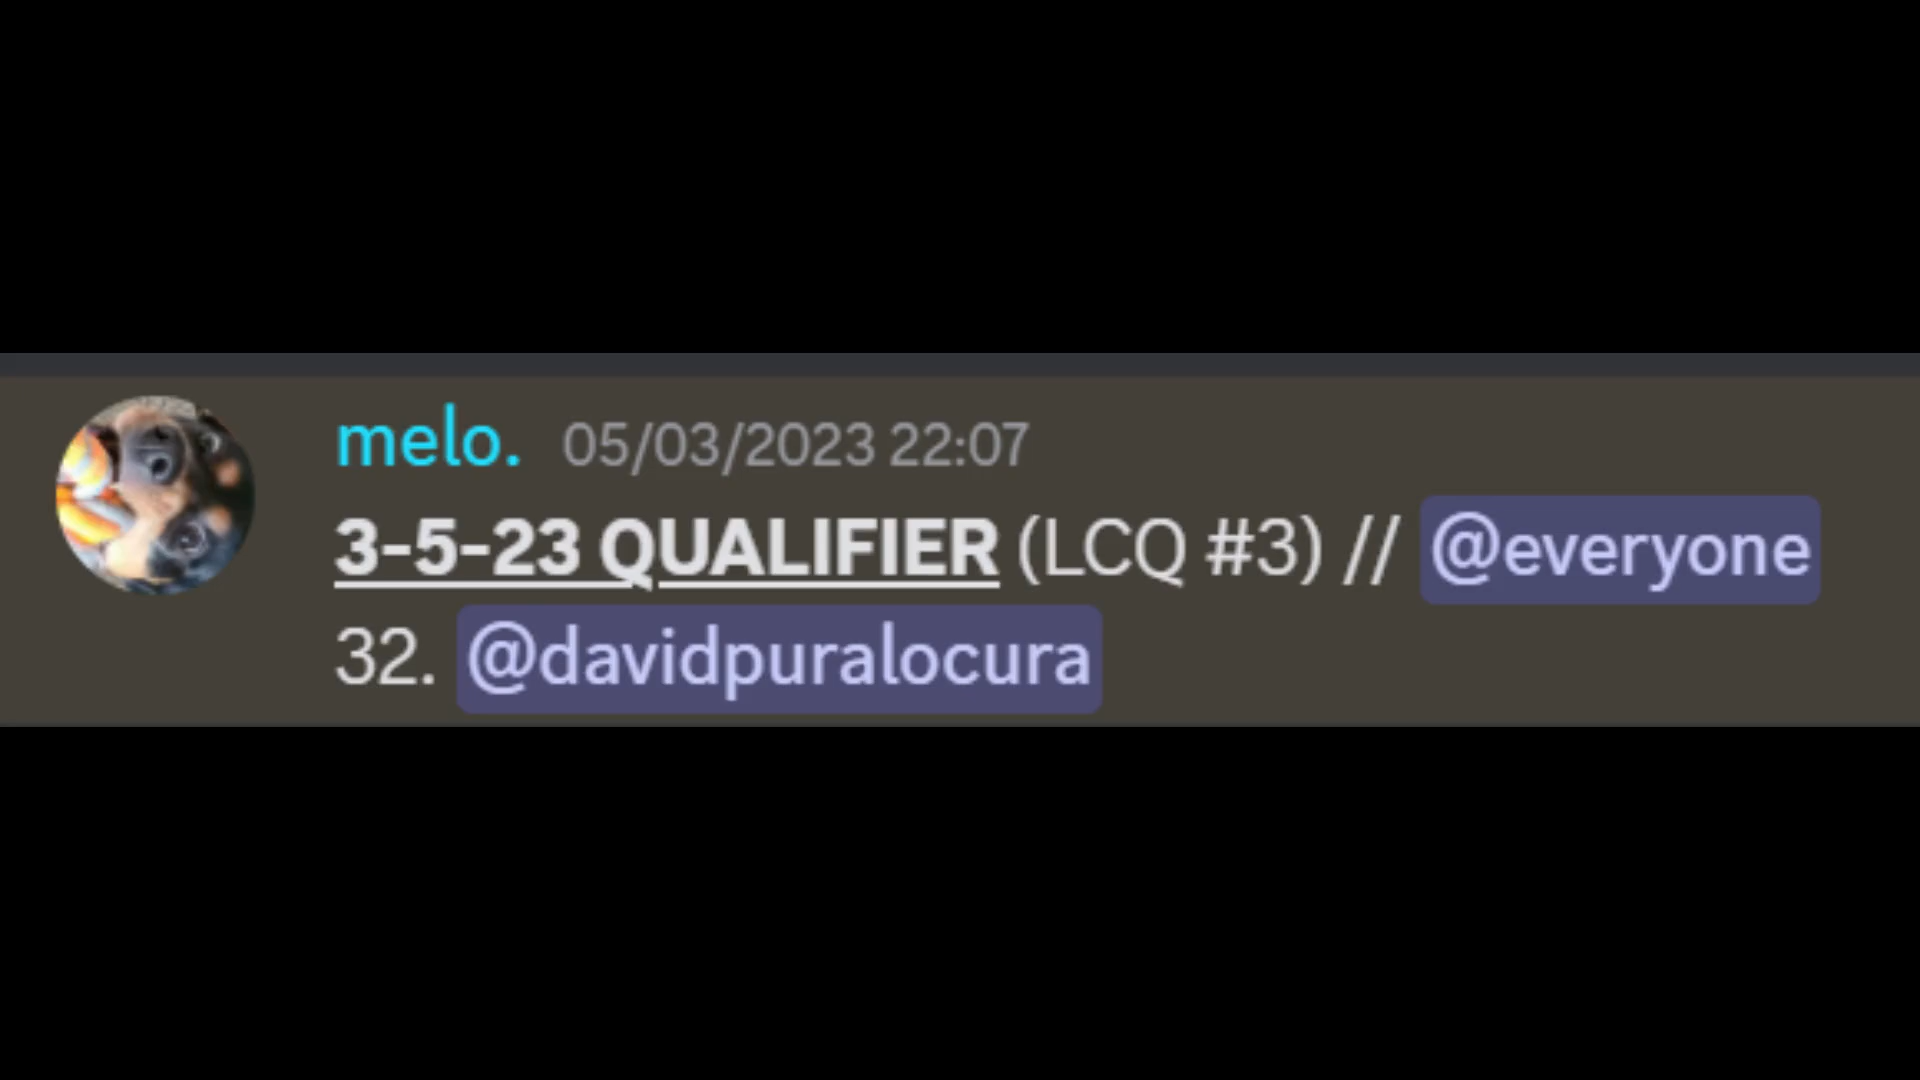 melo. 05/03/2023 22:07
3-5-23 QUALIFIER (LCQ #3) // @everyone
32. @davidpuralocura